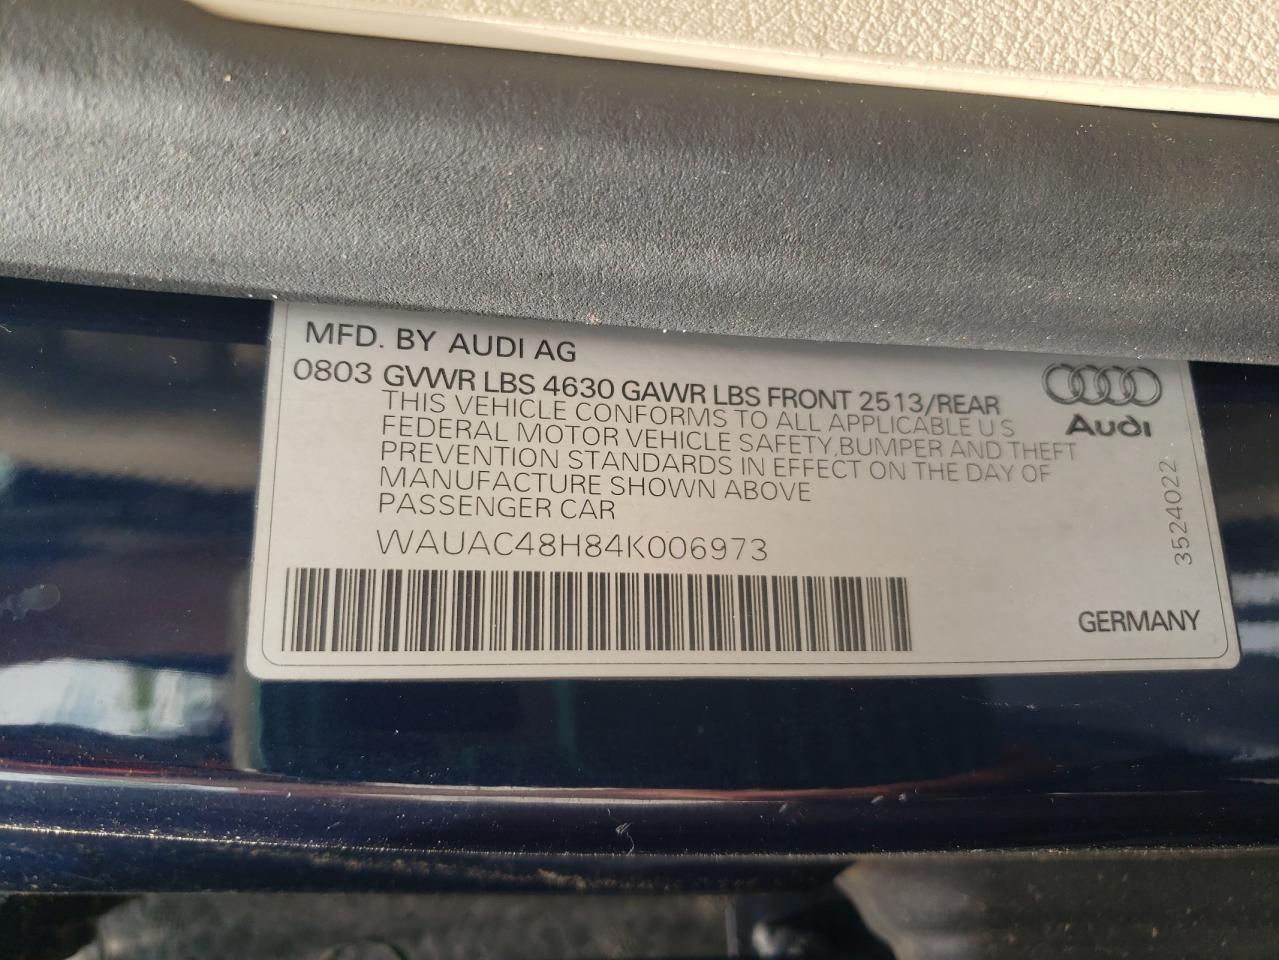 MFD. BY AUDI AG
0803 GVWR LBS 4630 GAWR LBS FRONT 2513/REAR
THIS VEHICLE CONFORMS TO ALL APPLICABLE U S
FEDERAL MOTOR VEHICLE SAFETY,BUMPER AND THEFT
PREVENTION STANDARDS IN EFFECT ON THE DAY OF
MANUFACTURE SHOWN ABOVE
PASSENGER CAR
WAUAC48H84K006973
Audi
3524022
GERMANY